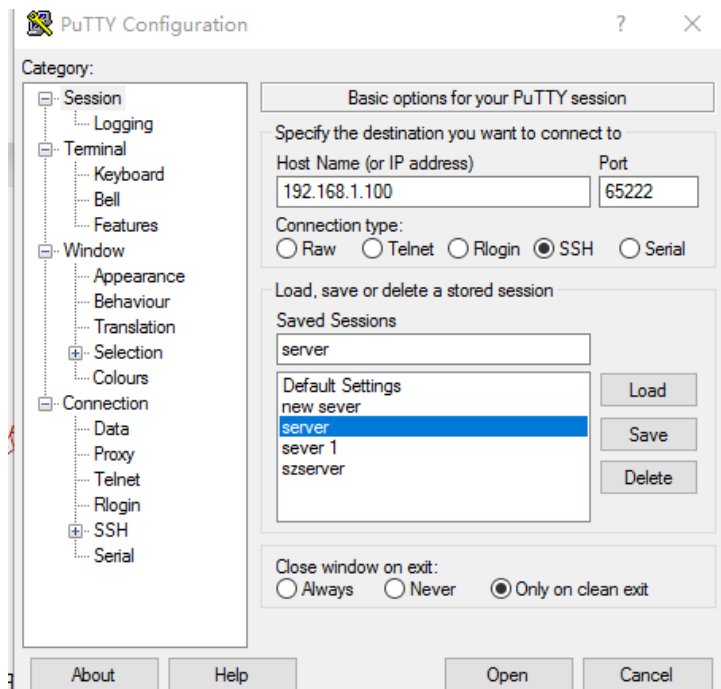 PuTTY Configuration ? ×
Category:
Session
Logging
Terminal
Keyboard
Bell
Features
Window
Appearance
Behaviour
Translation
Selection
Colours
Connection
Data
Proxy
Telnet
Rlogin
SSH
Serial
Basic options for your PuTTY session
Specify the destination you want to connect to
Host Name (or IP address) Port
192.168.1.100 65222
Connection type:
Raw Telnet Rlogin SSH Serial
Load, save or delete a stored session
Saved Sessions
server
Default Settings
new sever
server
sever 1
szserver
Load
Save
Delete
Close window on exit:
Always Never Only on clean exit
About Help Open Cancel